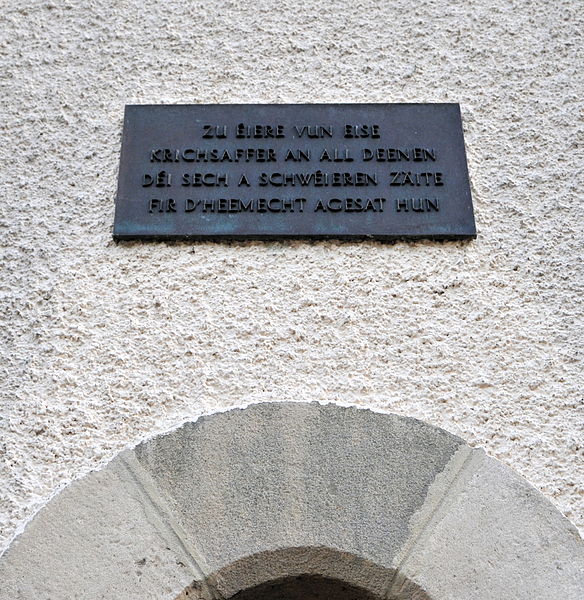 ZU ÉIERE VUN EISE
KRICHSAFFER AN ALL DEENEN
DÉI SECH A SCHWÉIEREN ZÄITE
FIR D'HEEMECHT AGESAT HUN